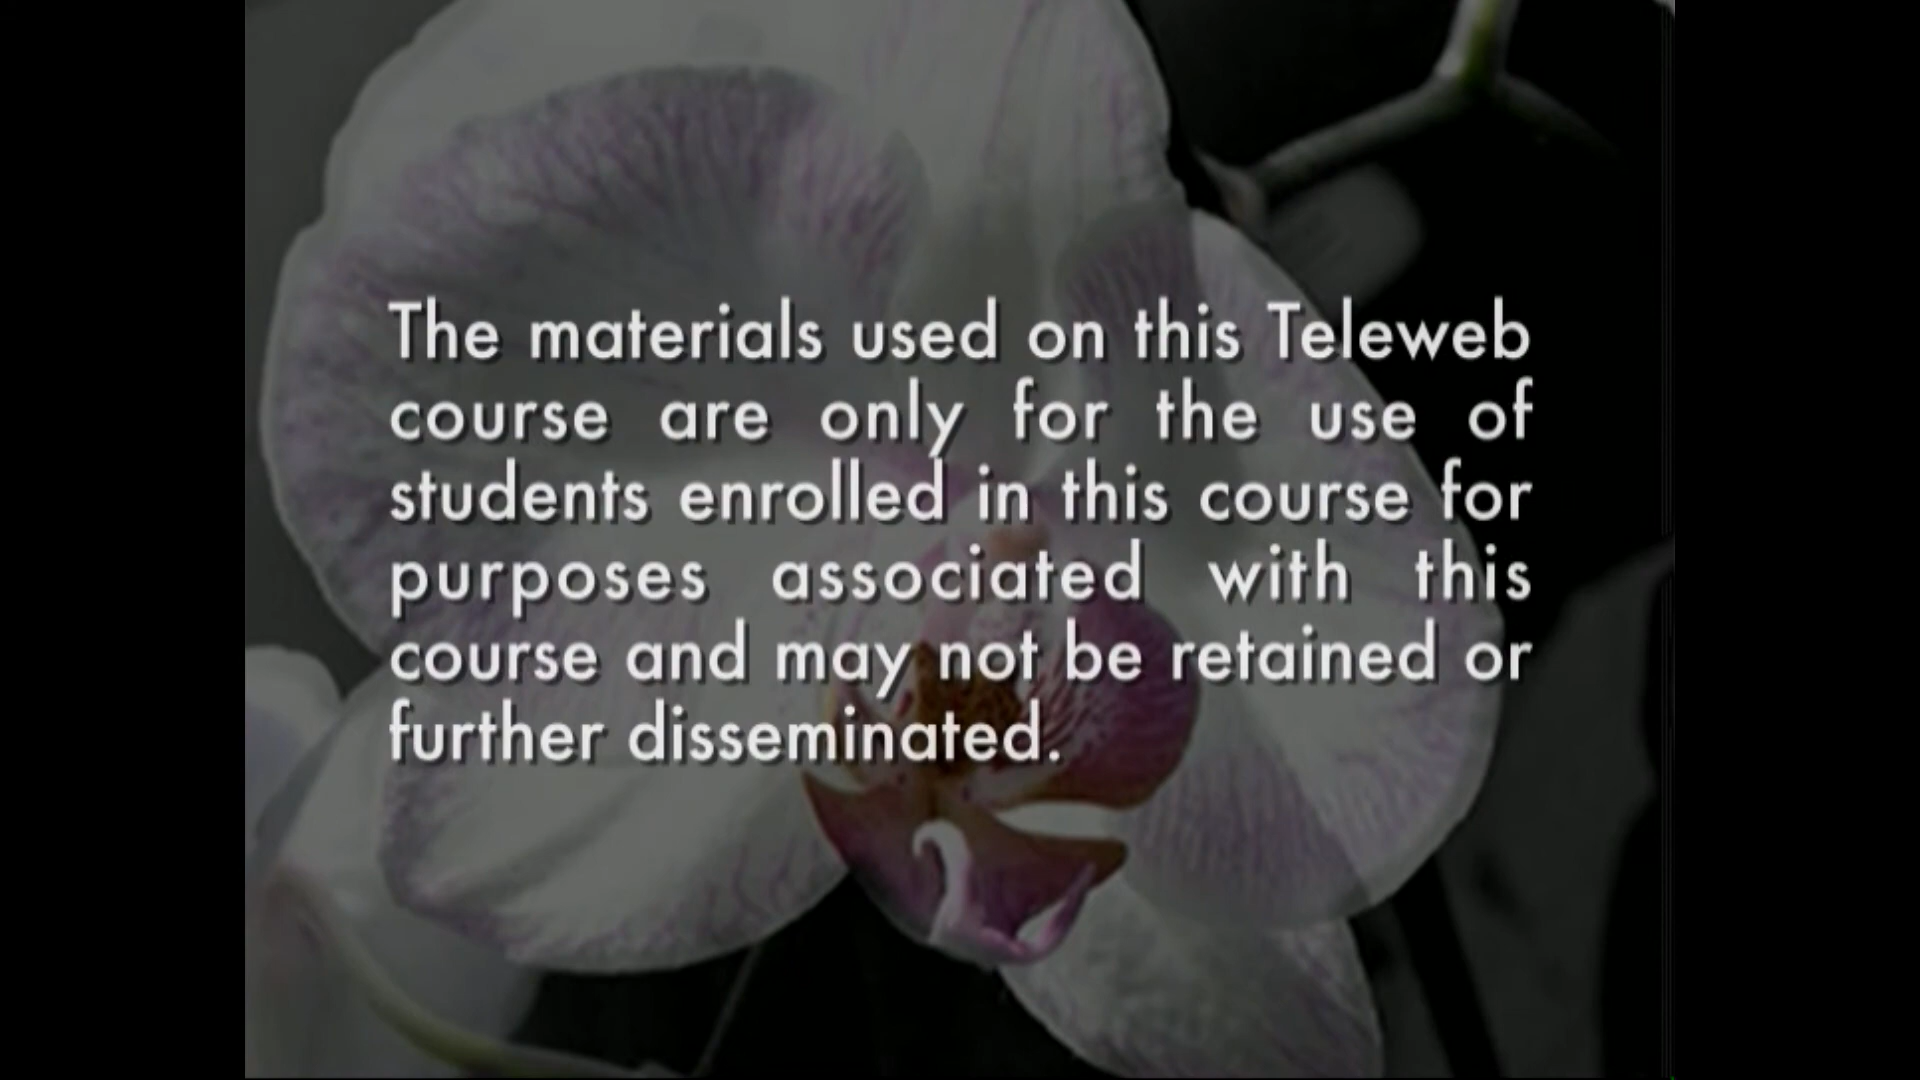 The materials used on this Teleweb
course are only for the use of
students enrolled in this course for
purposes associated with this
course and may not be retained or
further disseminated.